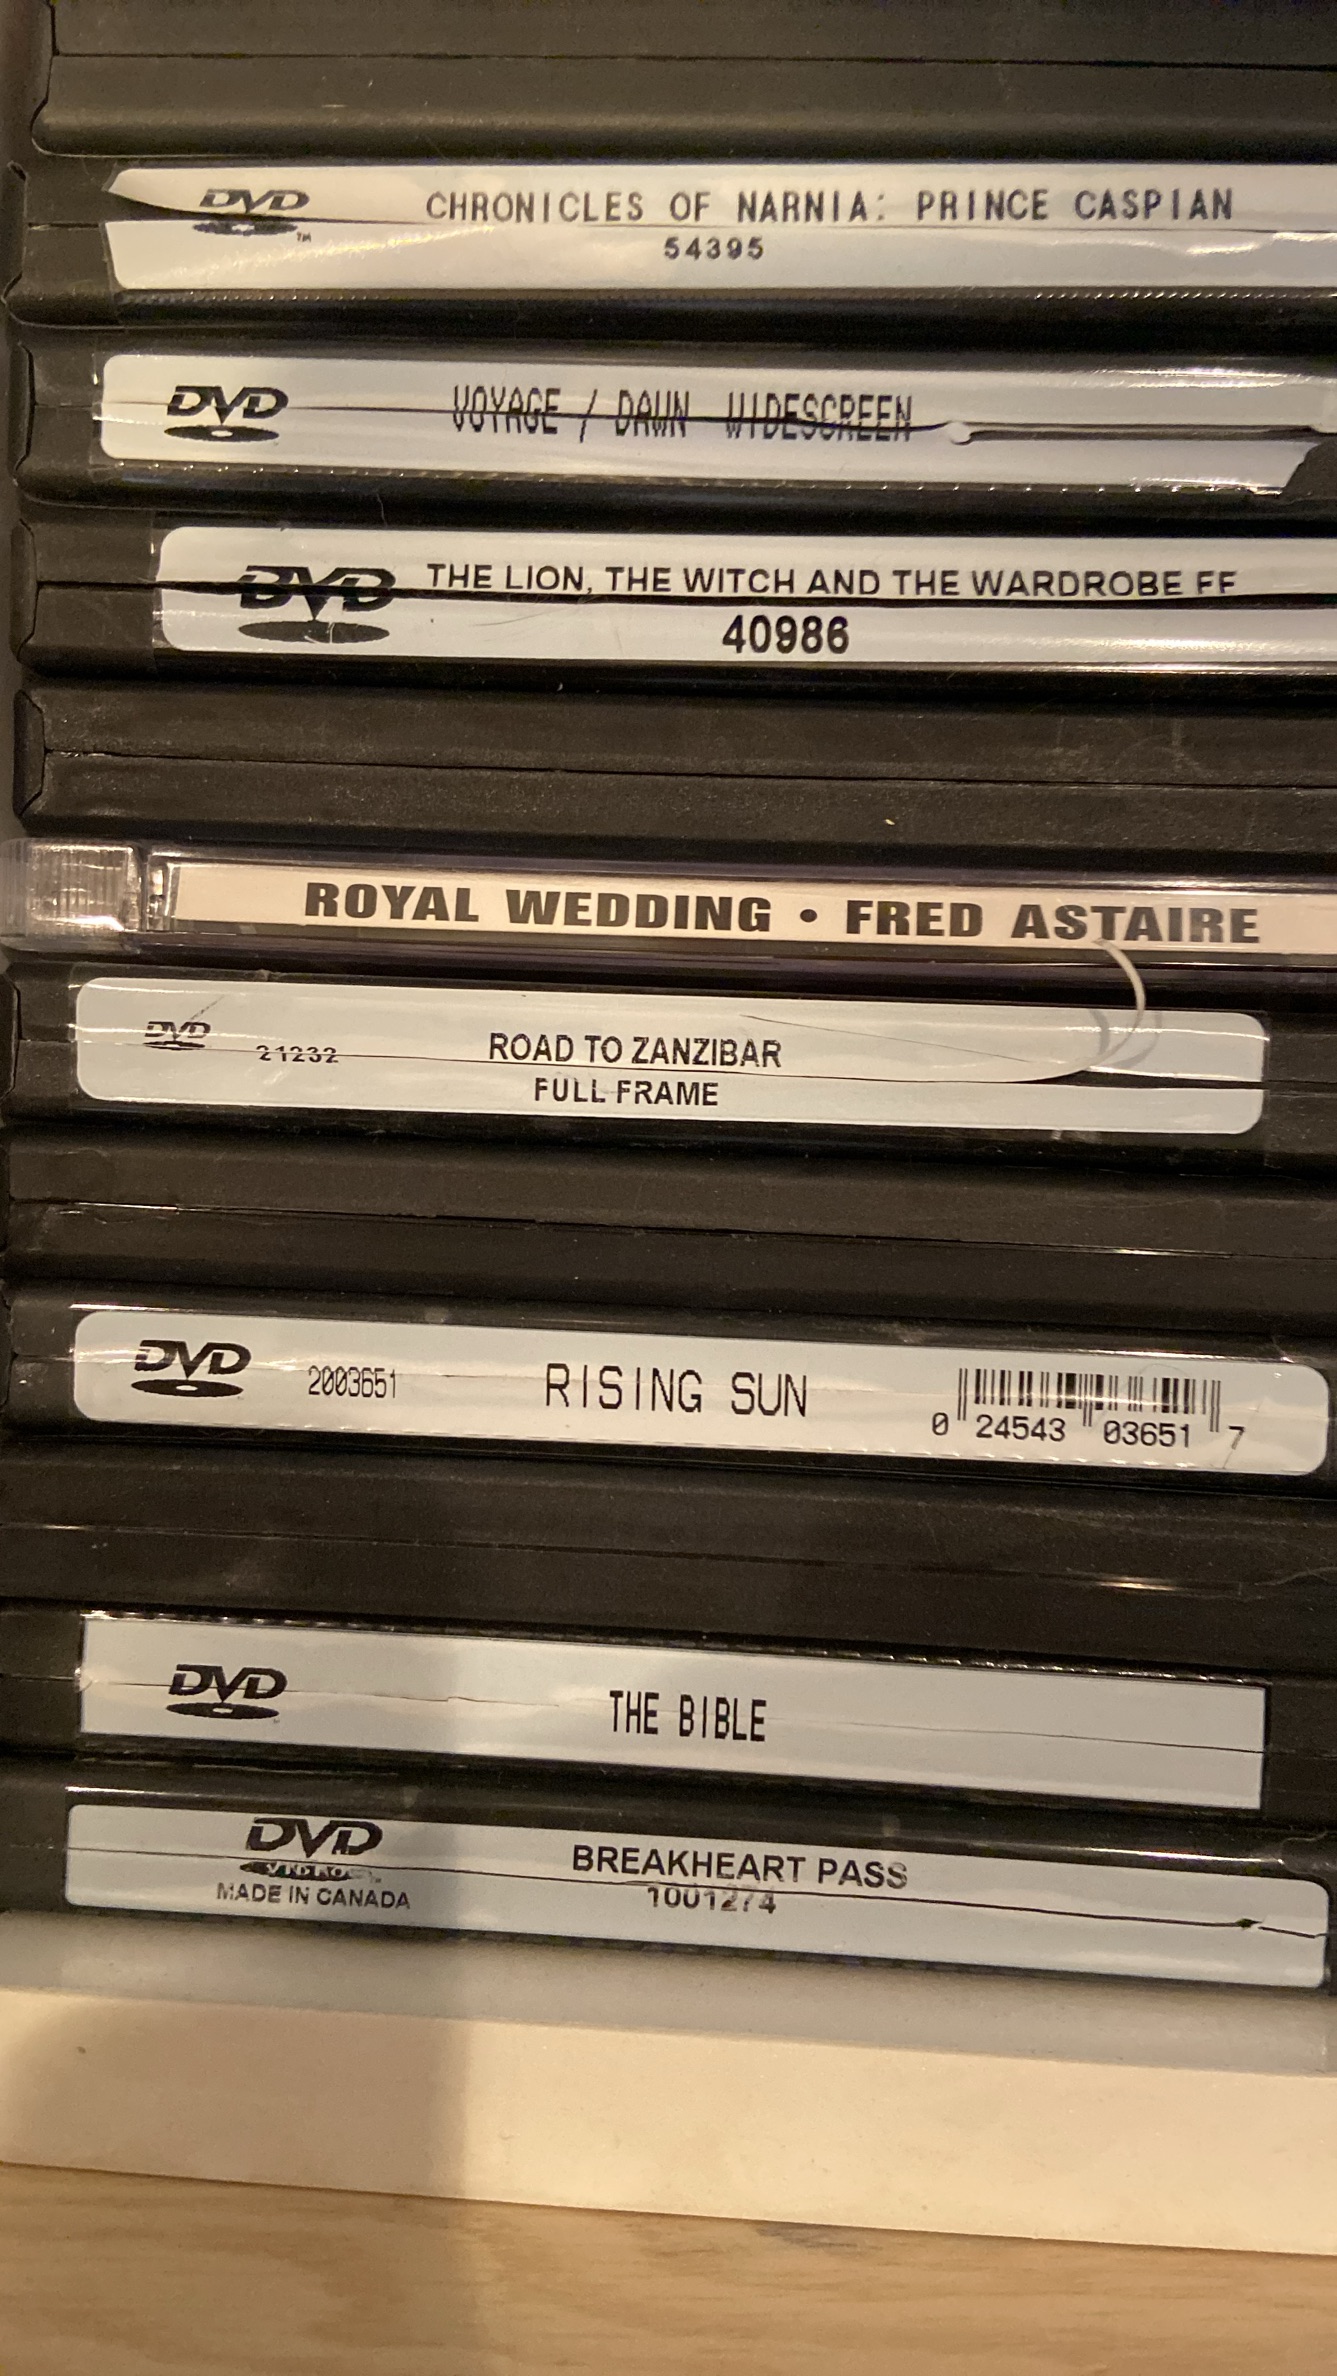 DVD
TM
CHRONICLES OF NARNIA: PRINCE CASPIAN
54395
DVD
VOYAGE / DAWN WIDESCREEN
DVD
THE LION, THE WITCH AND THE WARDROBE FF
40986
ROYAL WEDDING • FRED ASTAIRE
DVD
21232
ROAD TO ZANZIBAR
FULL FRAME
DVD
2003651
RISING SUN
0 24543 03651 7
DVD
THE BIBLE
DVD
VIDEO
MADE IN CANADA
BREAKHEART PASS
1001274